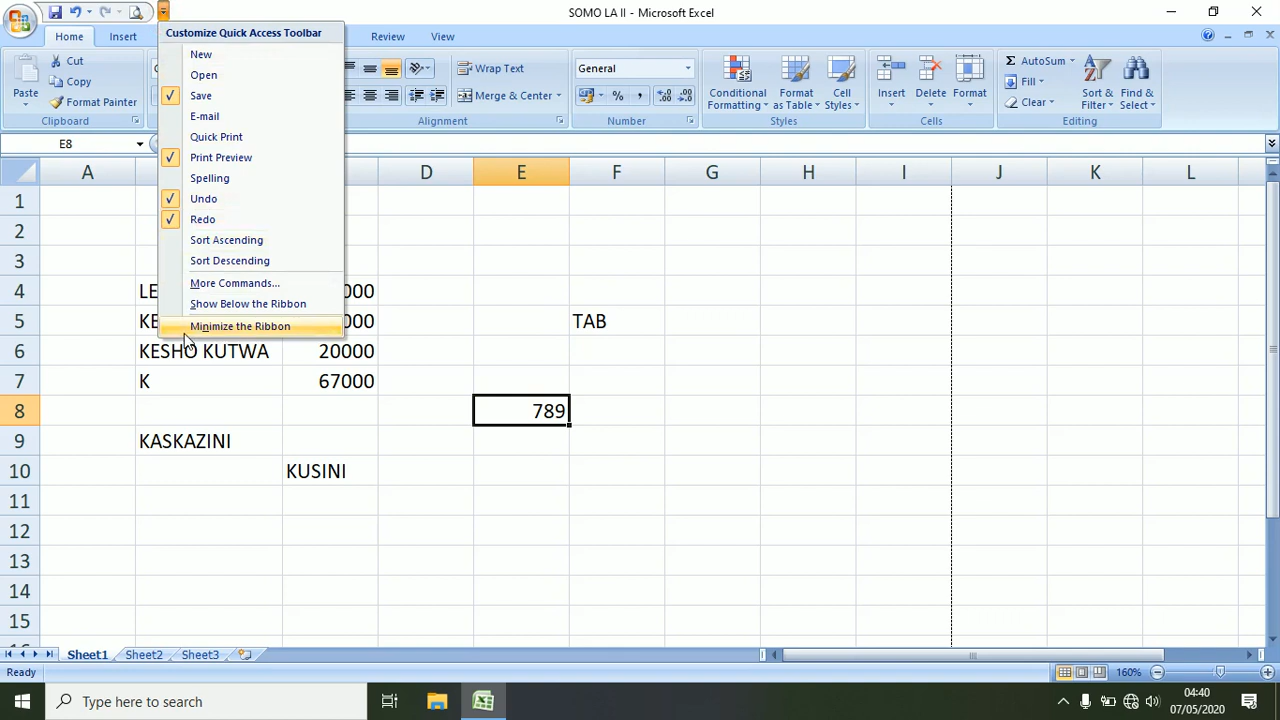 SOMO LA II - Microsoft Excel
Home Insert Review View
Customize Quick Access Toolbar
New
Open
Save
E-mail
Quick Print
Print Preview
Spelling
Undo
Redo
Sort Ascending
Sort Descending
More Commands...
Show Below the Ribbon
Minimize the Ribbon
Paste
Cut
Copy
Format Painter
Clipboard
Wrap Text
Merge & Center
Alignment
General
Number
Conditional Formatting
Format as Table
Cell Styles
Styles
Insert
Delete
Format
Cells
AutoSum
Fill
Clear
Sort & Filter
Find & Select
Editing
E8
A D E F G H I J K L
1
2
3
4 LE 000
5 KE 000 TAB
6 KESHO KUTWA 20000
7 K 67000
8 789
9 KASKAZINI
10 KUSINI
11
12
13
14
15
Sheet1 Sheet2 Sheet3
Ready 160%
Type here to search
04:40
07/05/2020